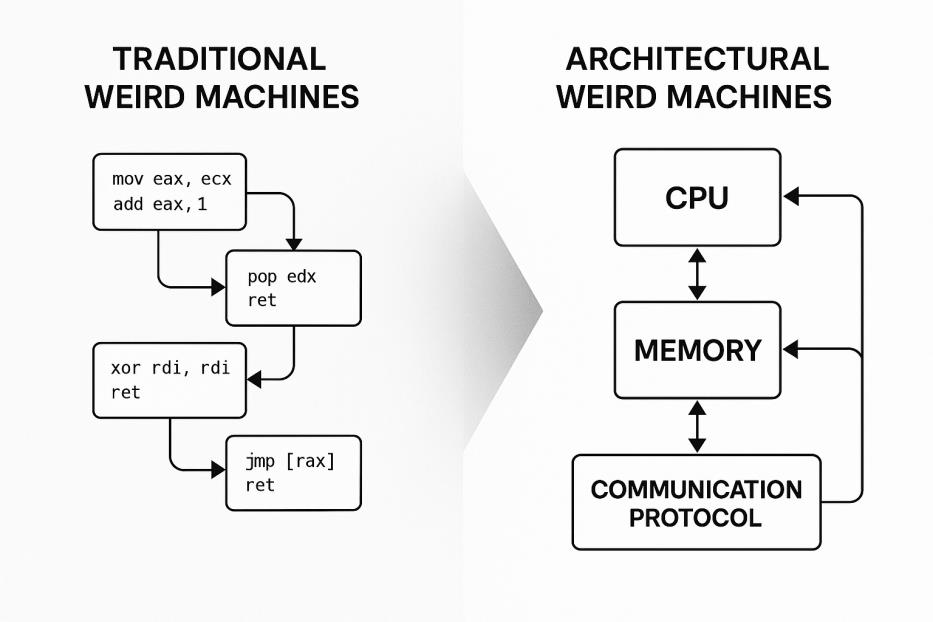 TRADITIONAL
WEIRD MACHINES
mov eax, ecx
add eax, 1
pop edx
ret
xor rdi, rdi
ret
jmp [rax]
ret
ARCHITECTURAL
WEIRD MACHINES
CPU
MEMORY
COMMUNICATION
PROTOCOL